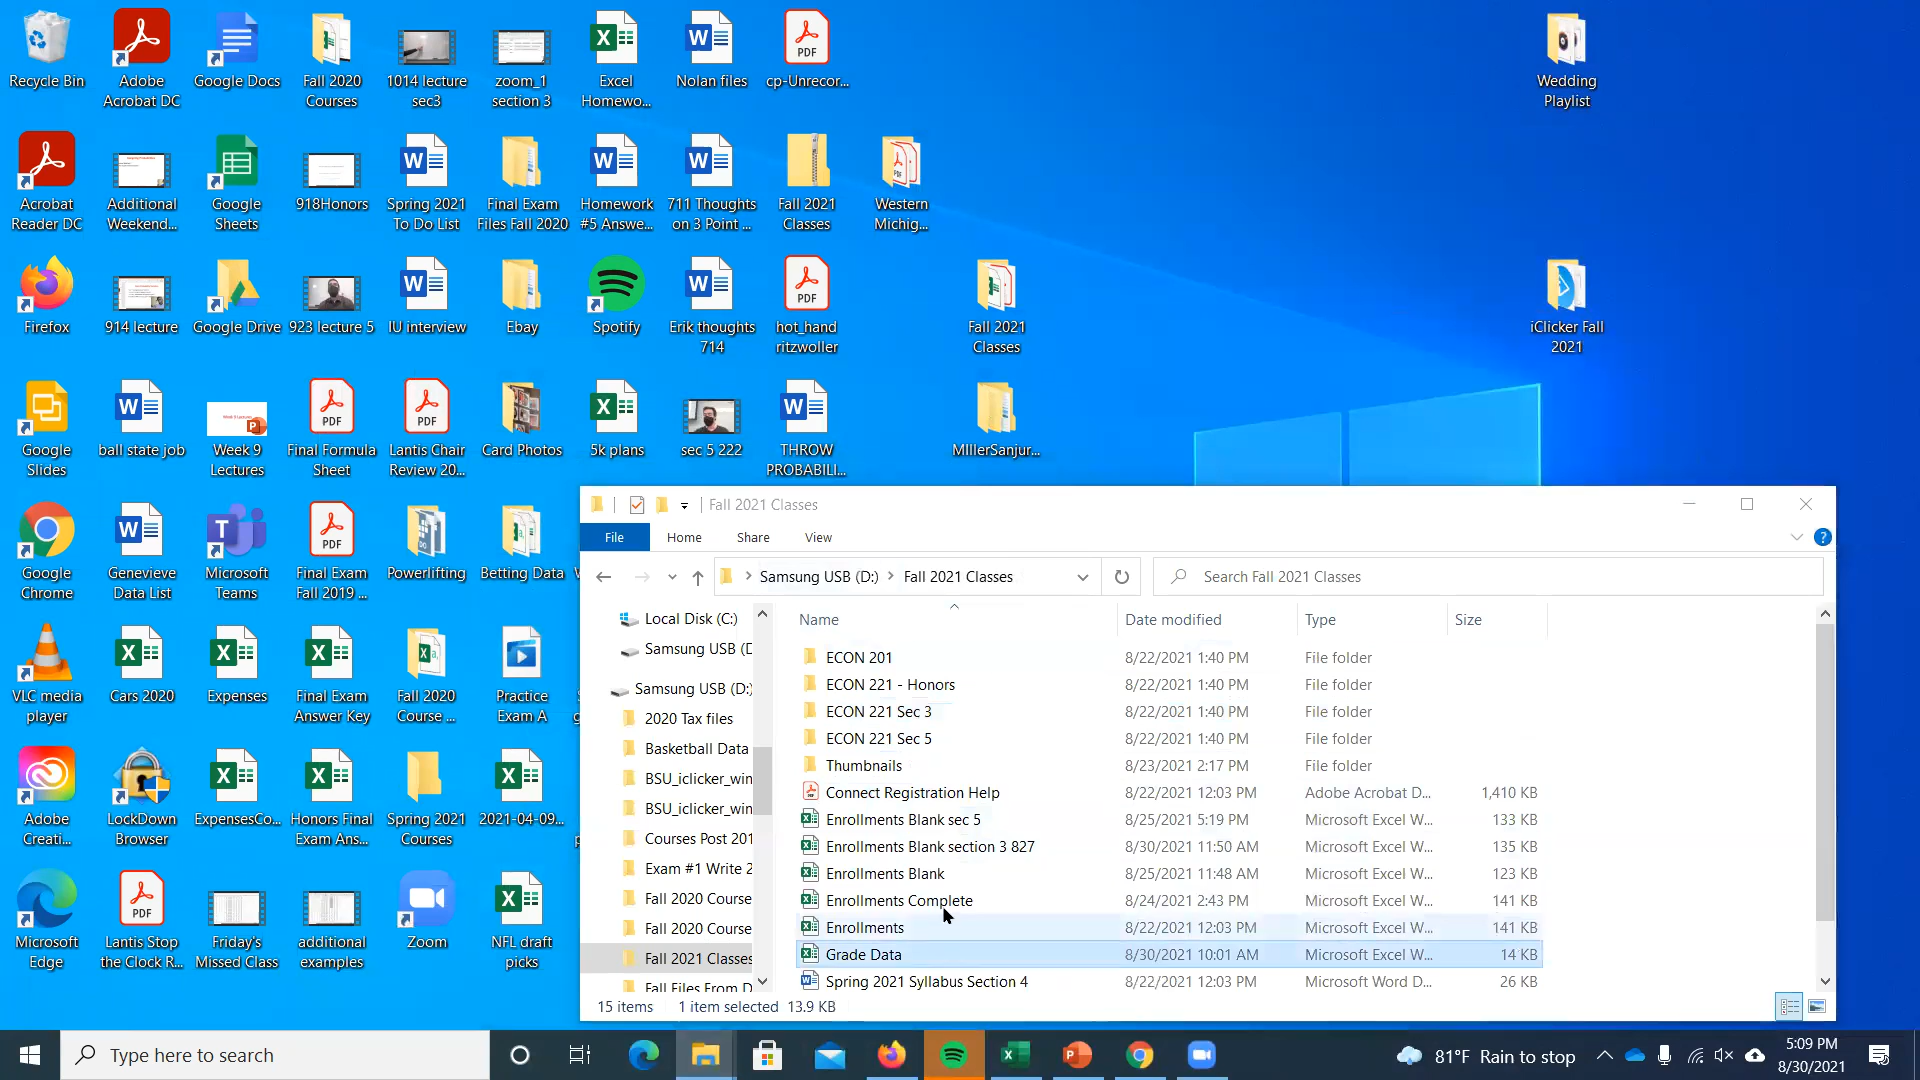 Recycle Bin
Adobe
Acrobat DC
Google Docs
Fall 2020
Courses
1014 lecture
sec3
zoom_1
section 3
Excel
Homewo...
Nolan files
PDF
cp-Unrecor...
Wedding
Playlist
Acrobat
Reader DC
Additional
Weekend...
Google
Sheets
918Honors
Spring 2021
To Do List
Final Exam
Files Fall 2020
Homework
#5 Answe...
711 Thoughts
on 3 Point ...
Fall 2021
Classes
Western
Michig...
Firefox
914 lecture
Google Drive
923 lecture 5
IU interview
Ebay
Spotify
Erik thoughts
714
PDF
hot_hand
ritzwoller
Fall 2021
Classes
iClicker Fall
2021
Google
Slides
ball state job
Week 9
Lectures
PDF
Final Formula
Sheet
PDF
Lantis Chair
Review 20...
Card Photos
5k plans
sec 5 222
THROW
PROBABILI...
MIllerSanjur...
Google
Chrome
Genevieve
Data List
Microsoft
Teams
PDF
Final Exam
Fall 2019 ...
Powerlifting
Betting Data
VLC media
player
Cars 2020
Expenses
Final Exam
Answer Key
Fall 2020
Course ...
Practice
Exam A
Adobe
Creati...
LockDown
Browser
ExpensesCo...
Honors Final
Exam Ans...
Spring 2021
Courses
2021-04-09...
Microsoft
Edge
PDF
Lantis Stop
the Clock R...
Friday's
Missed Class
additional
examples
Zoom
NFL draft
picks
Fall 2021 Classes
File Home Share View
Samsung USB (D:) Fall 2021 Classes
Search Fall 2021 Classes
Local Disk (C:)
Samsung USB (D
Samsung USB (D:)
2020 Tax files
Basketball Data
BSU_iclicker_win
BSU_iclicker_win
Courses Post 201
Exam #1 Write 2
Fall 2020 Course
Fall 2020 Course
Fall 2021 Classes
Fall Files From D
Name Date modified Type Size
ECON 201 8/22/2021 1:40 PM File folder
ECON 221 - Honors 8/22/2021 1:40 PM File folder
ECON 221 Sec 3 8/22/2021 1:40 PM File folder
ECON 221 Sec 5 8/22/2021 1:40 PM File folder
Thumbnails 8/23/2021 2:17 PM File folder
Connect Registration Help 8/22/2021 12:03 PM Adobe Acrobat D... 1,410 KB
Enrollments Blank sec 5 8/25/2021 5:19 PM Microsoft Excel W... 133 KB
Enrollments Blank section 3 827 8/30/2021 11:50 AM Microsoft Excel W... 135 KB
Enrollments Blank 8/25/2021 11:48 AM Microsoft Excel W... 123 KB
Enrollments Complete 8/24/2021 2:43 PM Microsoft Excel W... 141 KB
Enrollments 8/22/2021 12:03 PM Microsoft Excel W... 141 KB
Grade Data 8/30/2021 10:01 AM Microsoft Excel W... 14 KB
Spring 2021 Syllabus Section 4 8/22/2021 12:03 PM Microsoft Word D... 26 KB
15 items 1 item selected 13.9 KB
Type here to search
81°F Rain to stop
5:09 PM
8/30/2021